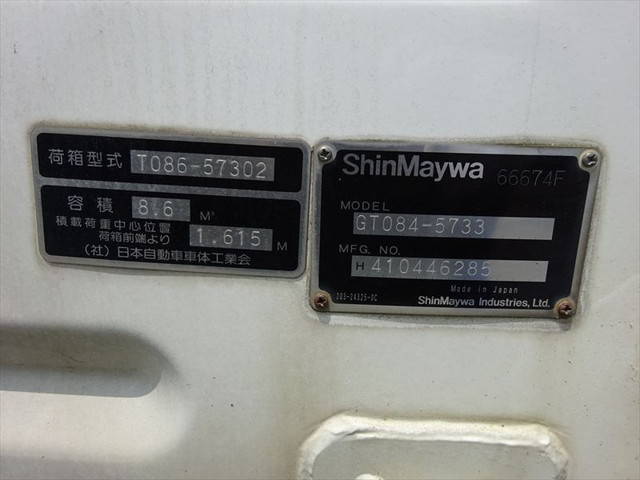 荷箱型式 T086-57302
容積 8.6 M³
積載荷重中心位置
荷箱前端より 1.615 M
(社)日本自動車車体工業会
ShinMaywa 66674F
MODEL
GT084-5733
MFG. NO.
H 410446285
Made in Japan
ShinMaywa Industries, Ltd.